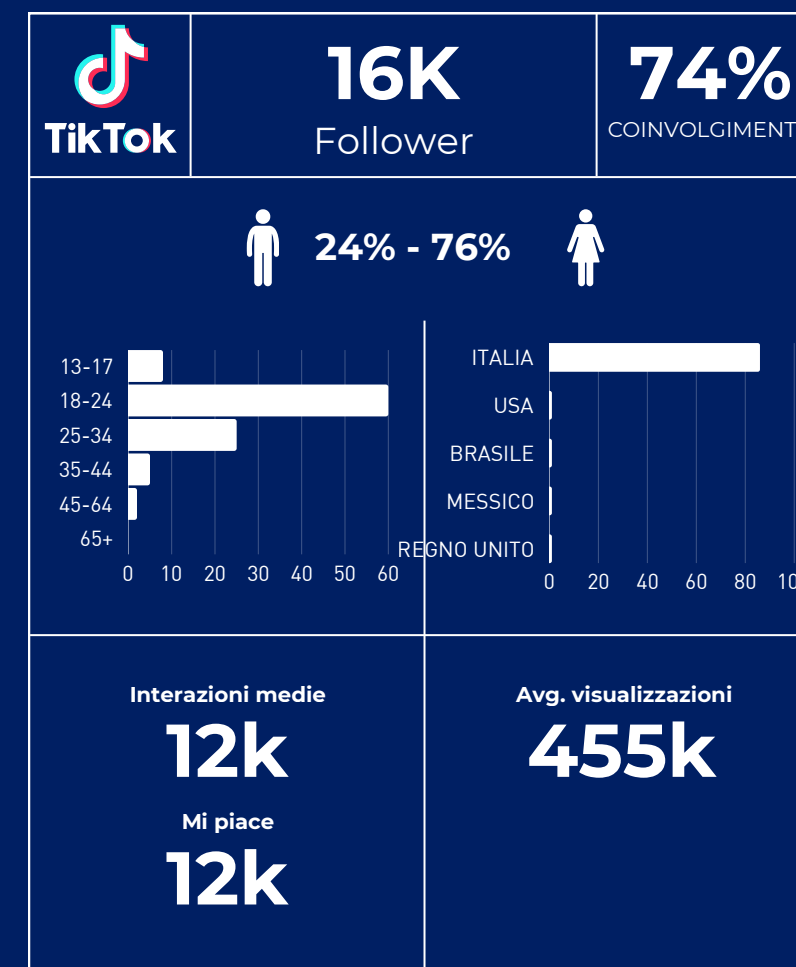 TikTok
16K
Follower
74%
COINVOLGIMENT
24% - 76%
13-17
18-24
25-34
35-44
45-64
65+
0 10 20 30 40 50 60
ITALIA
USA
BRASILE
MESSICO
REGNO UNITO
0 20 40 60 80 10
Interazioni medie
12k
Mi piace
12k
Avg. visualizzazioni
455k